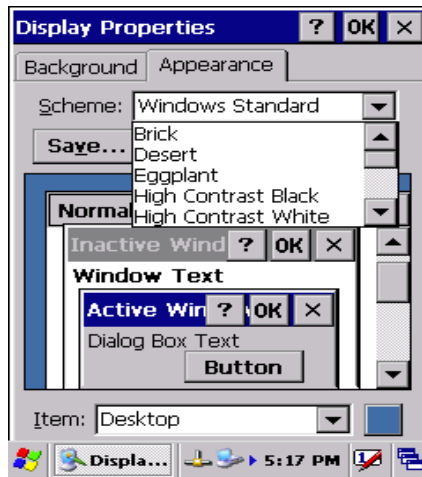 Display Properties ? OK ×
Background Appearance
Scheme: Windows Standard
Save...
Brick
Desert
Eggplant
High Contrast Black
High Contrast White
Normal
Inactive Wind ? OK ×
Window Text
Active Win ? OK ×
Dialog Box Text
Button
Item: Desktop
Displa... 5:17 PM